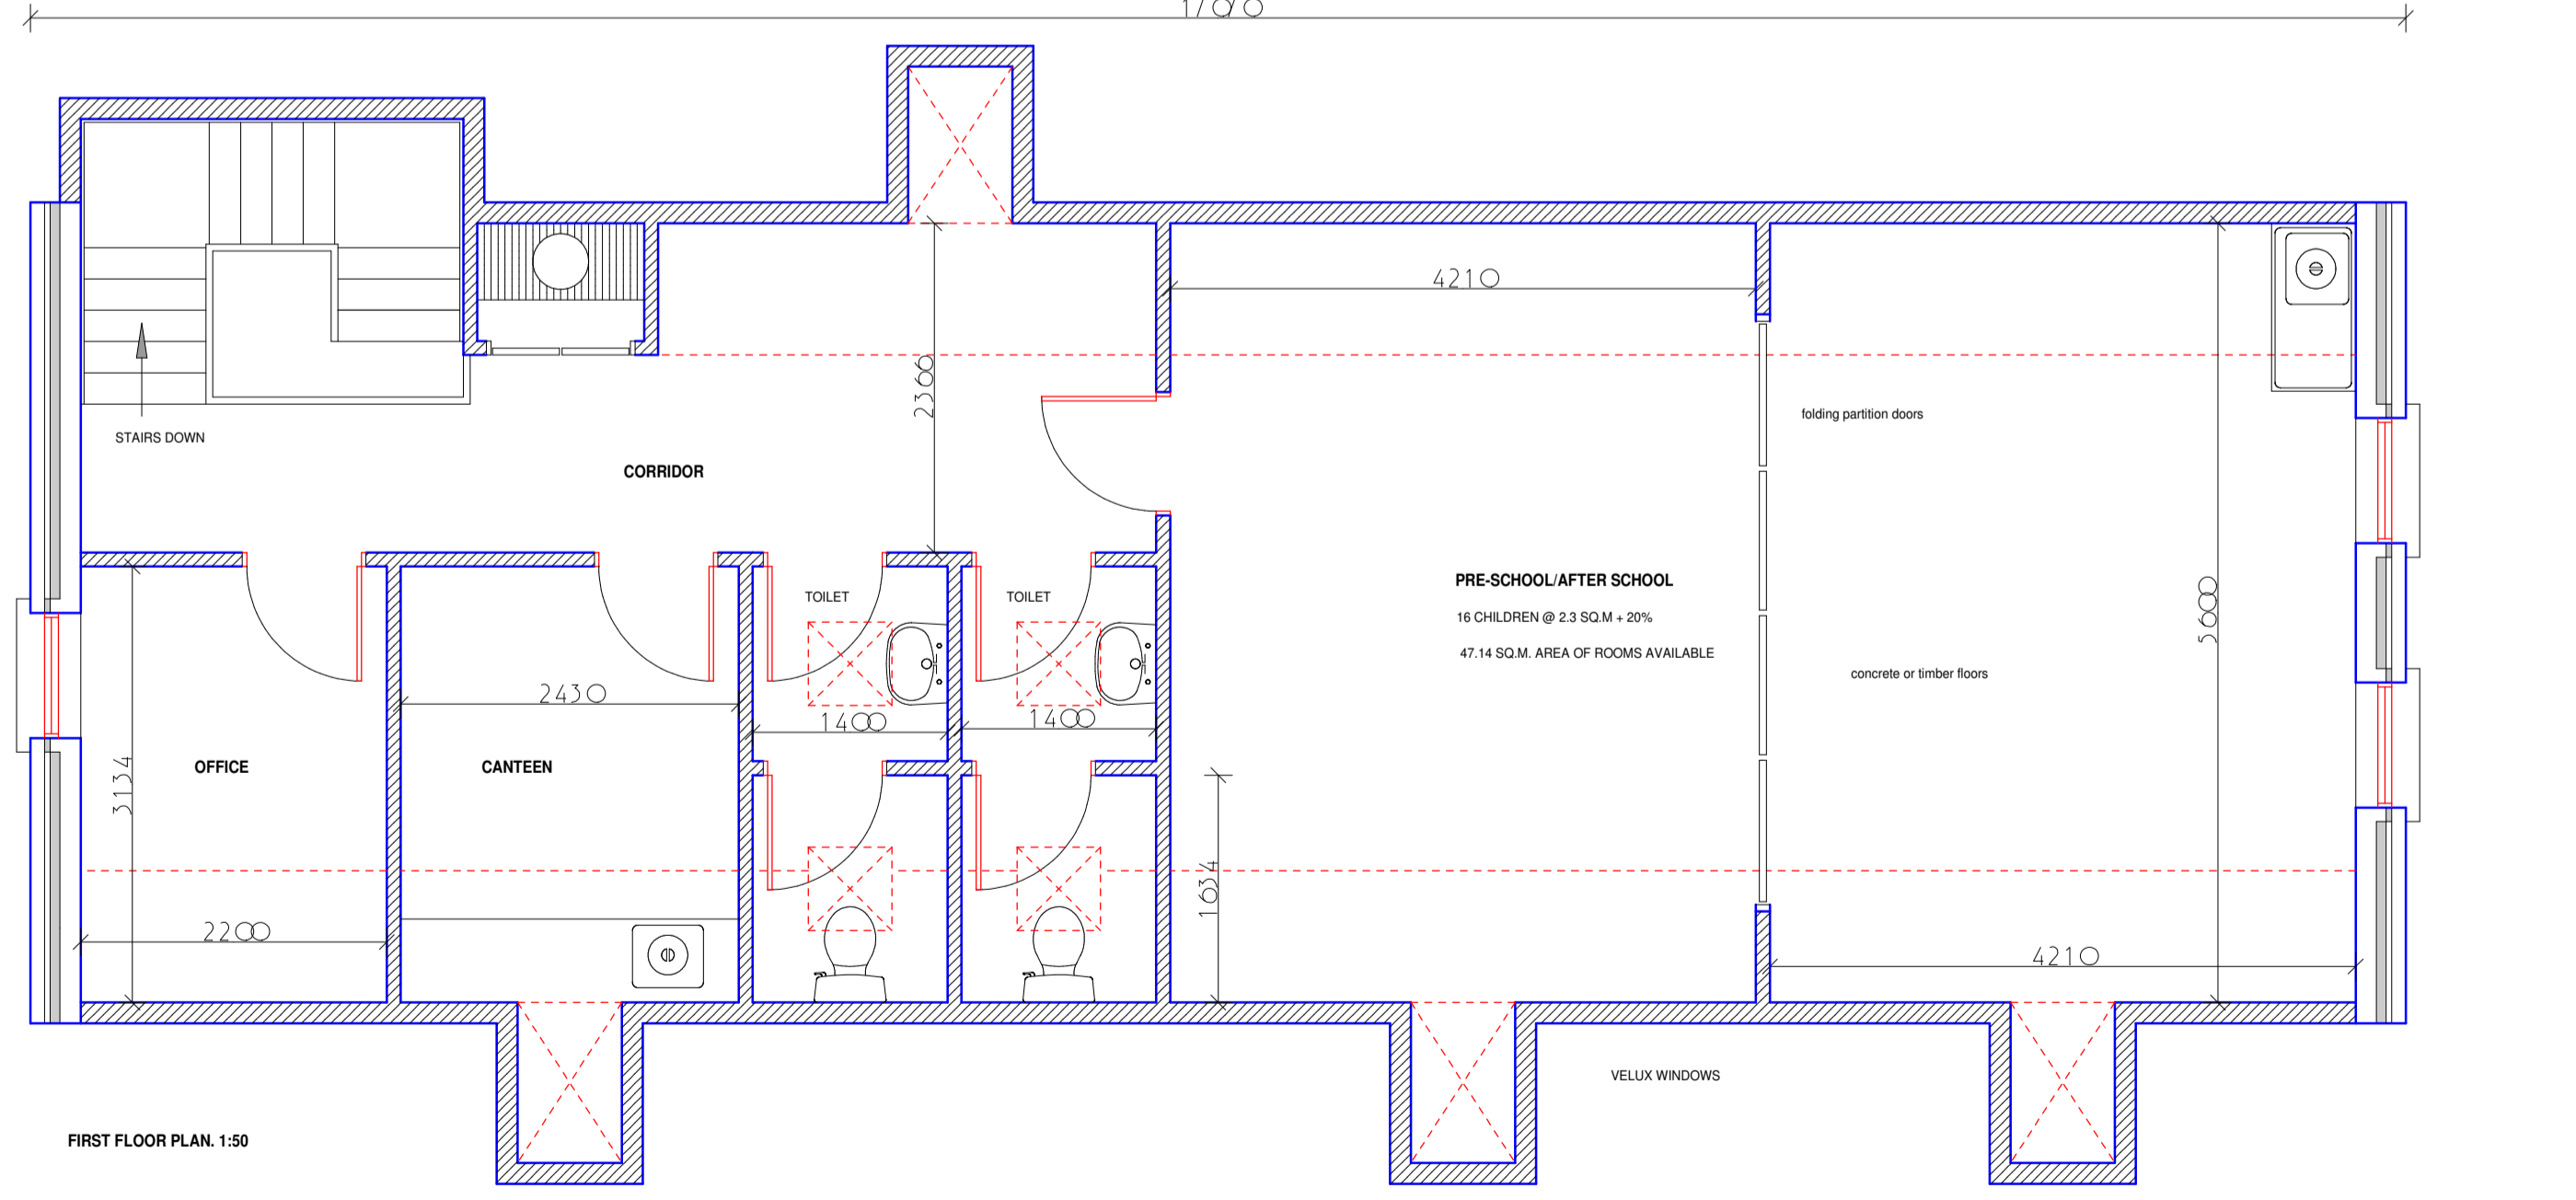 4210
2366
folding partition doors
STAIRS DOWN
CORRIDOR
PRE-SCHOOL/AFTER SCHOOL
TOILET
TOILET
16 CHILDREN @ 2.3 SQ.M + 20%
5600
47.14 SQ.M. AREA OF ROOMS AVAILABLE
concrete or timber floors
2430
1400
1400
OFFICE
CANTEEN
3134
1634
2200
4210
VELUX WINDOWS
FIRST FLOOR PLAN. 1:50